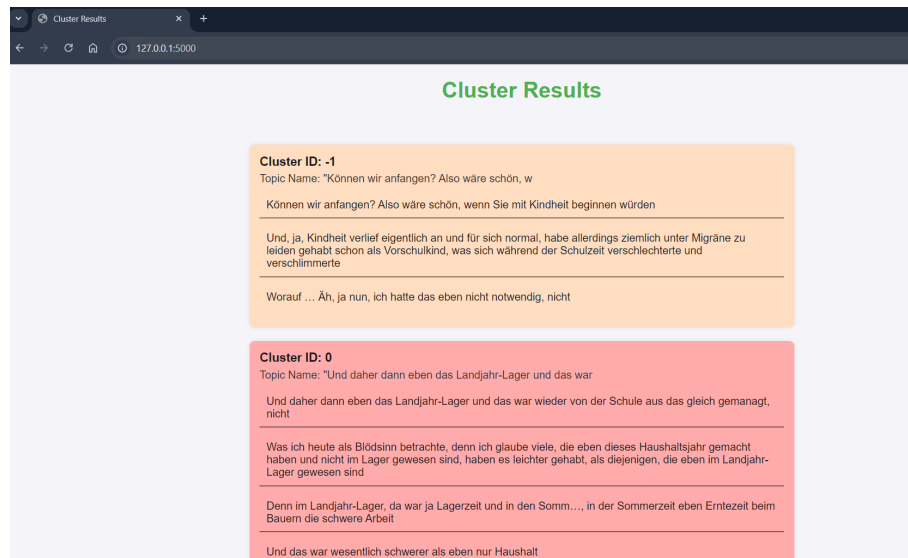 Cluster Results
127.0.0.1:5000
Cluster Results
Cluster ID: -1
Topic Name: "Können wir anfangen? Also wäre schön, w
Können wir anfangen? Also wäre schön, wenn Sie mit Kindheit beginnen würden
Und, ja, Kindheit verlief eigentlich an und für sich normal, habe allerdings ziemlich unter Migräne zu
leiden gehabt schon als Vorschulkind, was sich während der Schulzeit verschlechterte und
verschlimmerte
Worauf … Äh, ja nun, ich hatte das eben nicht notwendig, nicht
Cluster ID: 0
Topic Name: "Und daher dann eben das Landjahr-Lager und das war
Und daher dann eben das Landjahr-Lager und das war wieder von der Schule aus das gleich gemanagt,
nicht
Was ich heute als Blödsinn betrachte, denn ich glaube viele, die eben dieses Haushaltsjahr gemacht
haben und nicht im Lager gewesen sind, haben es leichter gehabt, als diejenigen, die eben im Landjahr-
Lager gewesen sind
Denn im Landjahr-Lager, da war ja Lagerzeit und in den Somm…, in der Sommerzeit eben Erntezeit beim
Bauern die schwere Arbeit
Und das war wesentlich schwerer als eben nur Haushalt